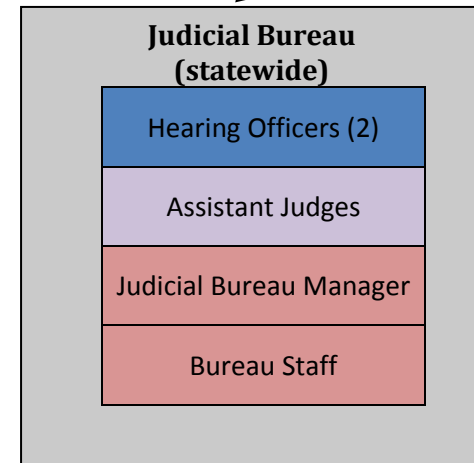 Judicial Bureau
(statewide)
Hearing Officers (2)
Assistant Judges
Judicial Bureau Manager
Bureau Staff